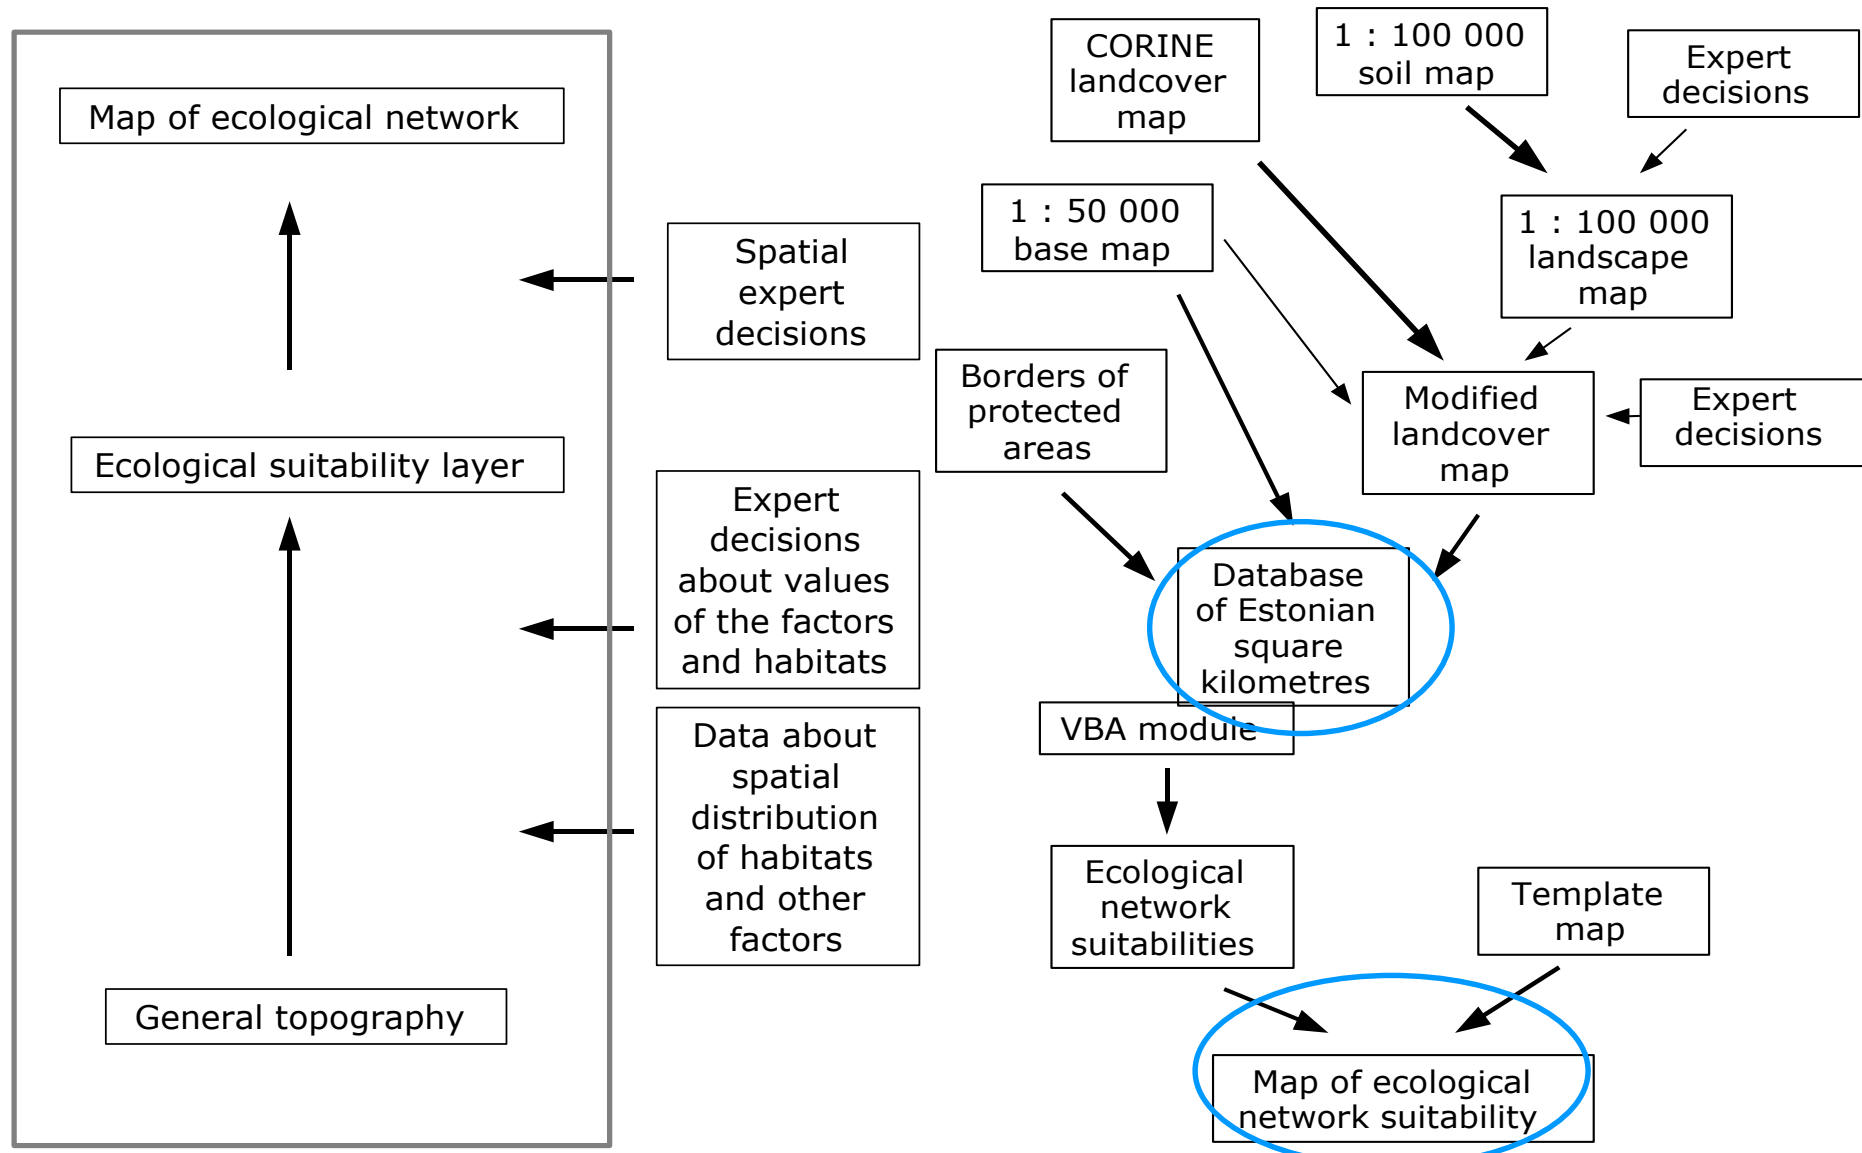 Map of ecological network
Ecological suitability layer
General topography
Spatial
expert
decisions
Expert
decisions
about values
of the factors
and habitats
Data about
spatial
distribution
of habitats
and other
factors
CORINE
landcover
map
1 : 100 000
soil map
Expert
decisions
1 : 50 000
base map
1 : 100 000
landscape
map
Borders of
protected
areas
Modified
landcover
map
Expert
decisions
Database
of Estonian
square
kilometres
VBA module
Ecological
network
suitabilities
Template
map
Map of ecological
network suitability